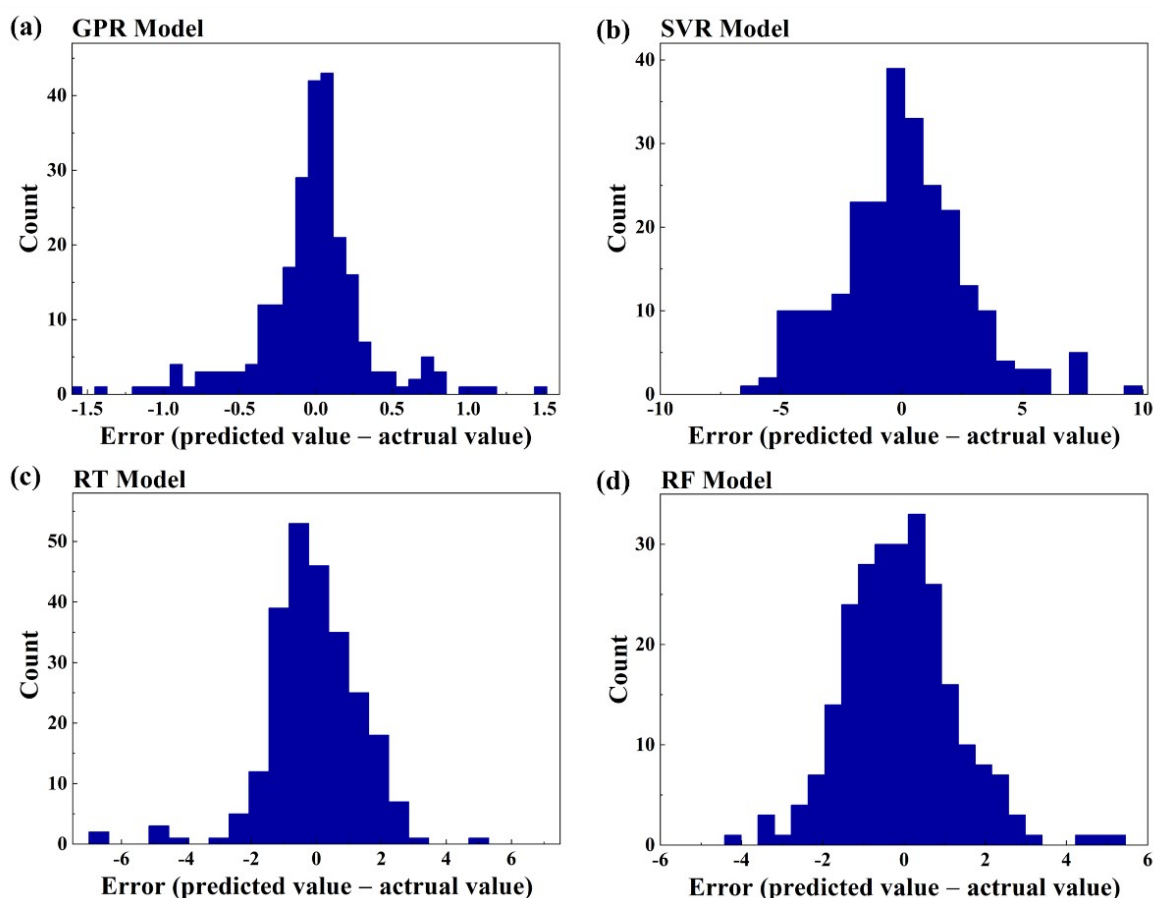 (a) GPR Model
Count
40
30
20
10
0
-1.5 -1.0 -0.5 0.0 0.5 1.0 1.5
Error (predicted value – actrual value)
(b) SVR Model
Count
40
30
20
10
0
-10 -5 0 5 10
Error (predicted value – actrual value)
(c) RT Model
Count
50
40
30
20
10
0
-6 -4 -2 0 2 4 6
Error (predicted value – actrual value)
(d) RF Model
Count
30
20
10
0
-6 -4 -2 0 2 4 6
Error (predicted value – actrual value)